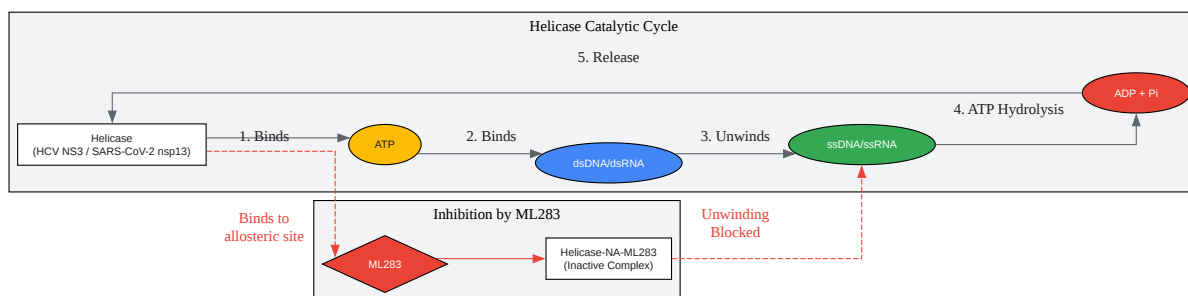 Helicase Catalytic Cycle
5. Release
ADP + Pi
4. ATP Hydrolysis
Helicase
(HCV NS3 / SARS-CoV-2 nsp13)
1. Binds
ATP
2. Binds
dsDNA/dsRNA
3. Unwinds
ssDNA/ssRNA
Binds to
allosteric site
Inhibition by ML283
ML283
Helicase-NA-ML283
(Inactive Complex)
Unwinding
Blocked